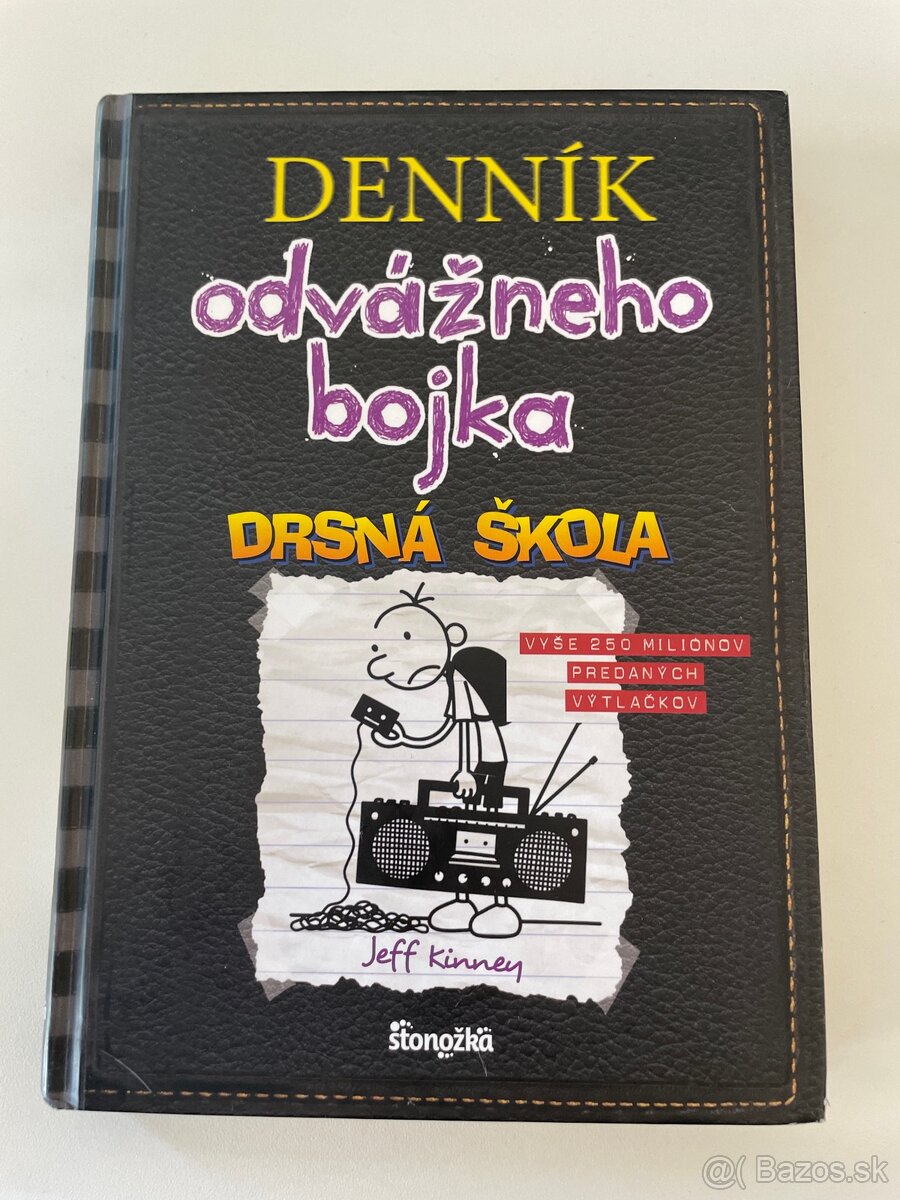 DENNÍK
odvážneho
bojka
DRSNÁ ŠKOLA
VYŠE 250 MILIÓNOV
PREDANÝCH
VÝTLAČKOV
Jeff Kinney
stonožka
@( Bazos.sk